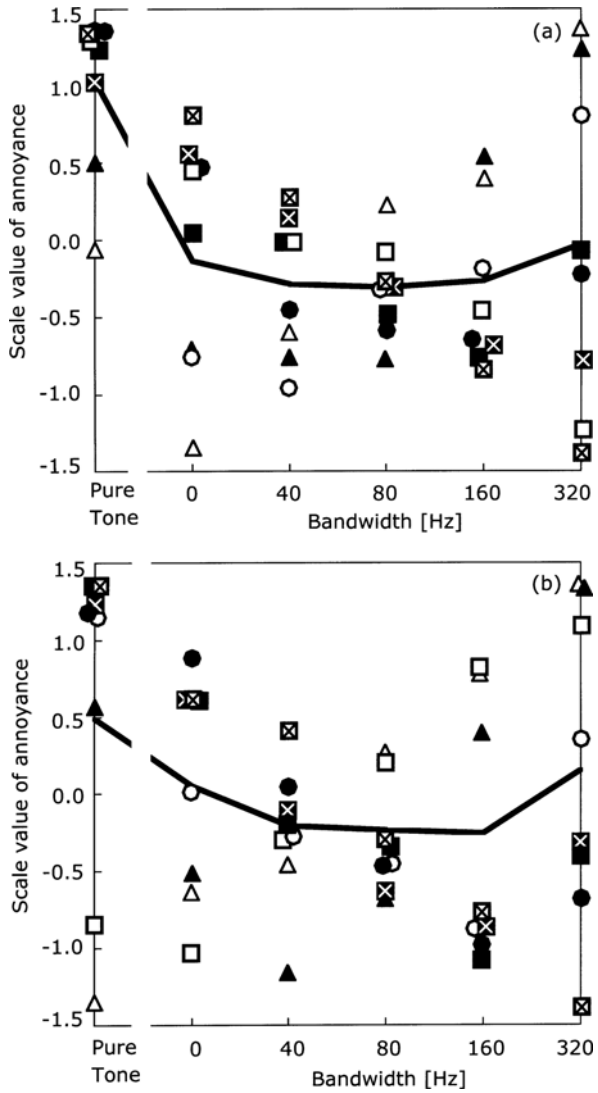 1.5
(a)
1.0
0.5
0.0
-0.5
-1.0
-1.5
Scale value of annoyance
Pure
Tone
0 40 80 160 320
Bandwidth [Hz]
1.5
(b)
1.0
0.5
0.0
-0.5
-1.0
-1.5
Scale value of annoyance
Pure
Tone
0 40 80 160 320
Bandwidth [Hz]